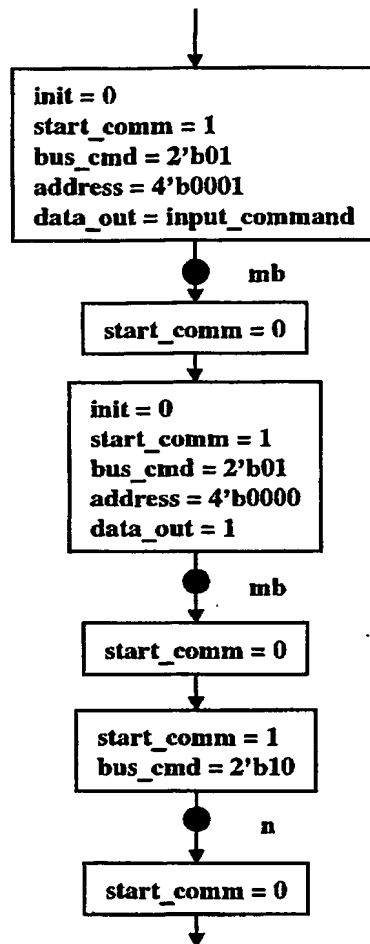 init = 0
start_comm = 1
bus_cmd = 2'b01
address = 4'b0001
data_out = input_command
mb
start_comm = 0
init = 0
start_comm = 1
bus_cmd = 2'b01
address = 4'b0000
data_out = 1
mb
start_comm = 0
start_comm = 1
bus_cmd = 2'b10
n
start_comm = 0